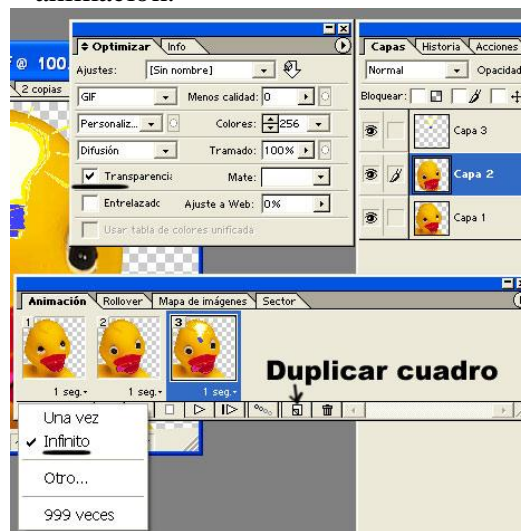 animación.
Optimizar Info
Capas Historia Acciones
® 100.
Ajustes: [Sin nombre]
Normal Opacidad
2 copias
GIF Menos calidad: 0
Bloquear:
Personaliz... Colores: 256
Capa 3
Difusión Tramado: 100%
Transparencia Mate:
Capa 2
Entrelazadc Ajuste a Web: 0%
Capa 1
Usar tabla de colores unificada
Animación Rollover Mapa de imágenes Sector
1 2 3
Duplicar cuadro
1 seg. 1 seg. 1 seg.
Una vez
Infinito
Otro...
999 veces